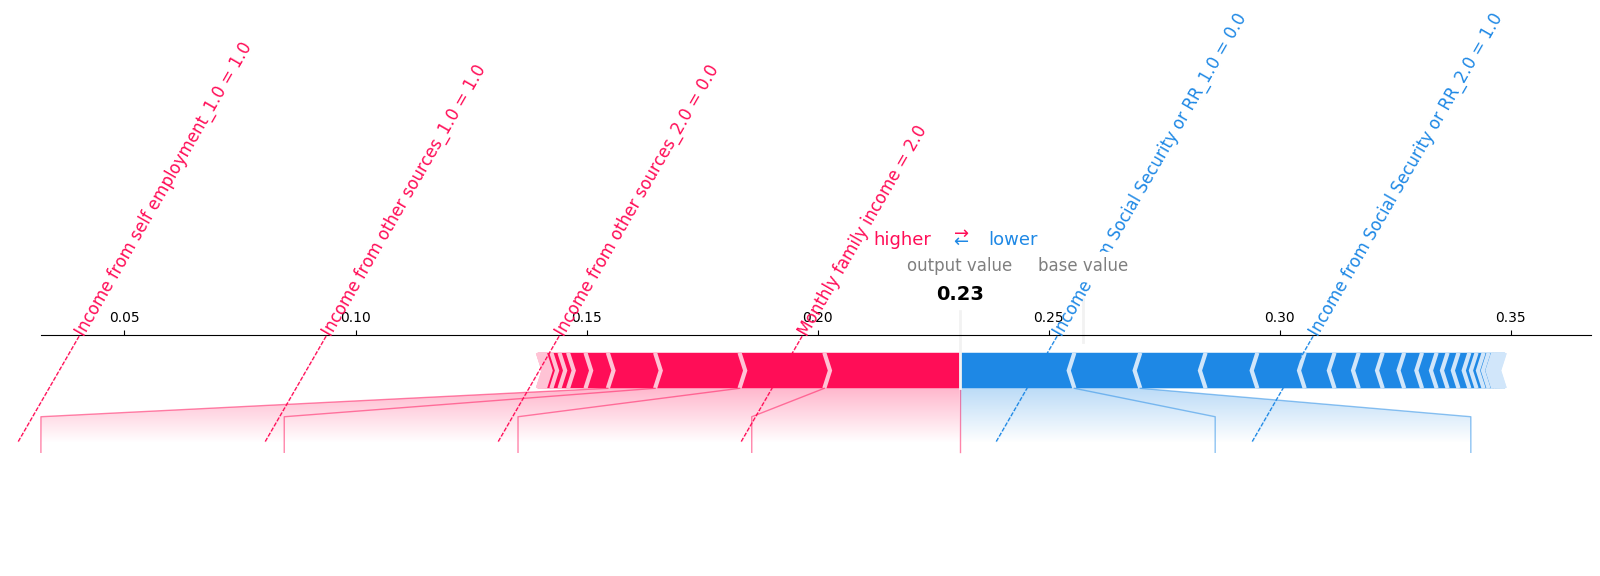 Income from self employment_1.0 = 1.0
Income from other sources_1.0 = 1.0
Income from other sources_2.0 = 0.0
Monthly family income = 2.0
Income m Social Security or RR_1.0 = 0.0
Income from Social Security or RR_2.0 = 1.0
higher ⇄ lower
output value base value
0.23
0.05 0.10 0.15 0.20 0.25 0.30 0.35